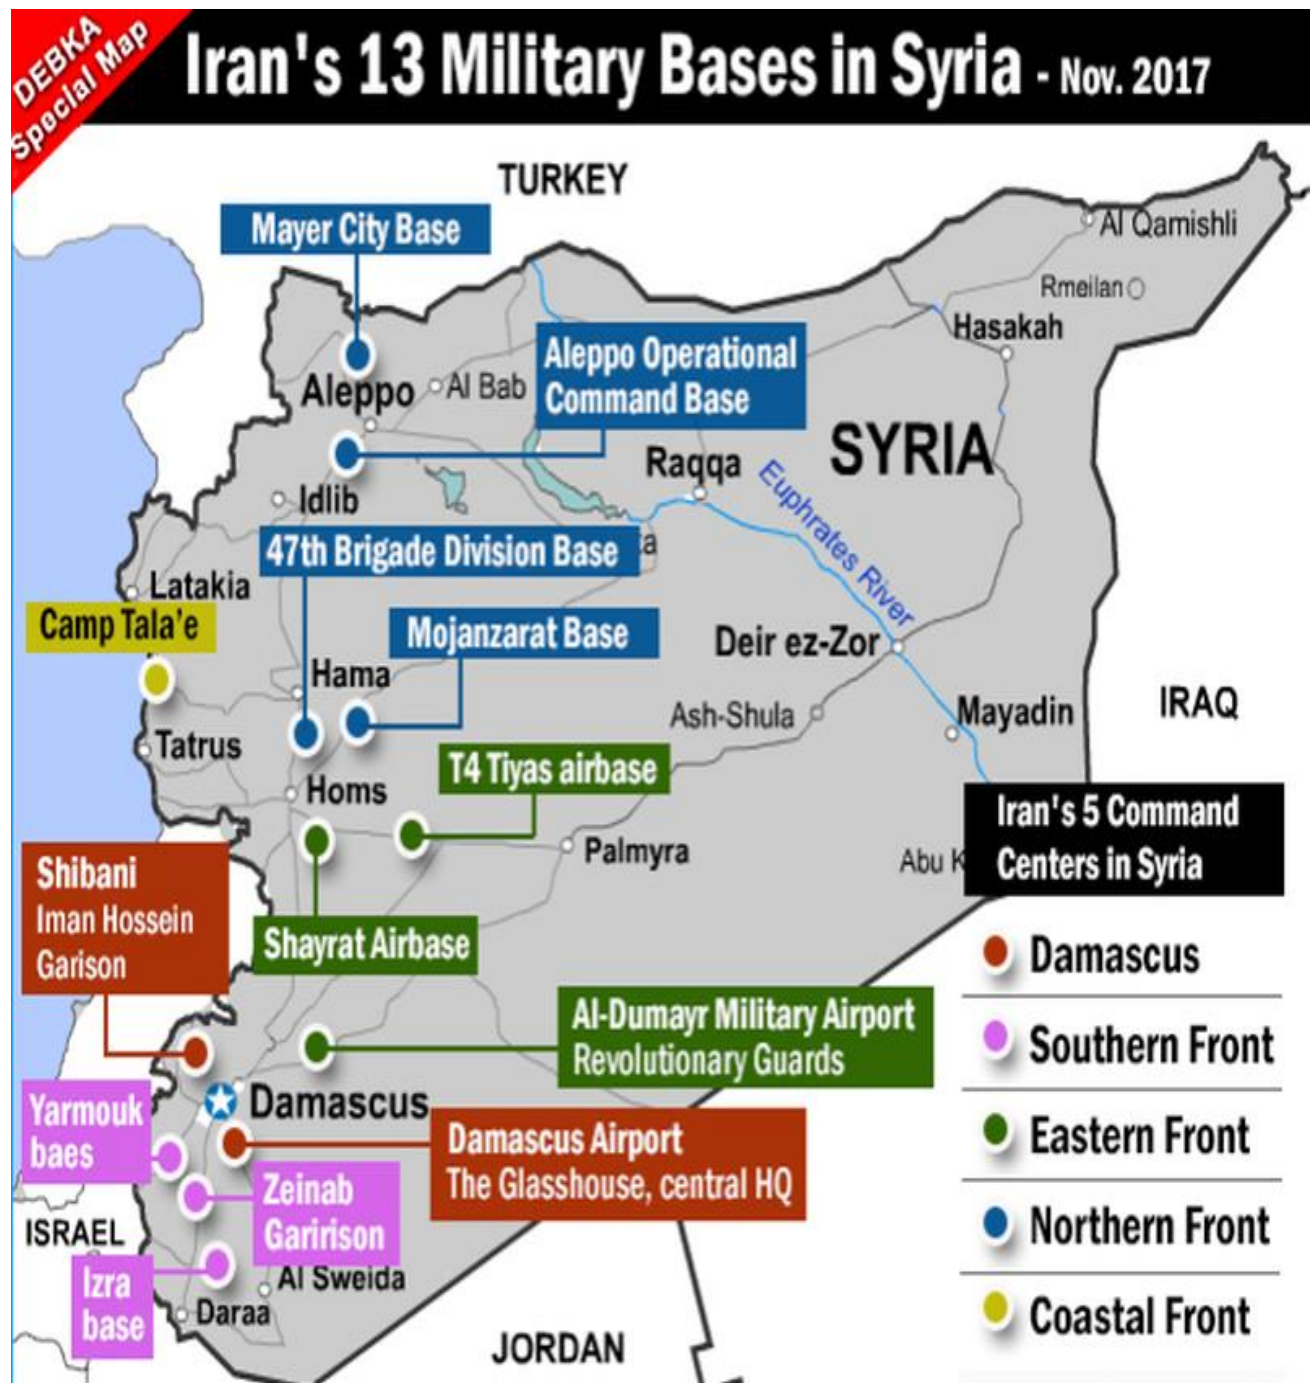 DEBKA
Special Map
Iran's 13 Military Bases in Syria - Nov. 2017
TURKEY
Mayer City Base
Al Qamishli
Rmeilan
Hasakah
Aleppo Operational
Command Base
Aleppo
Al Bab
SYRIA
Raqqa
Euphrates River
Idlib
47th Brigade Division Base
Latakia
Camp Tala'e
Mojanzarat Base
Deir ez-Zor
Hama
Ash-Shula
Mayadin
IRAQ
Tatrus
T4 Tiyas airbase
Homs
Palmyra
Abu K
Iran's 5 Command
Centers in Syria
Shibani
Iman Hossein
Garison
Shayrat Airbase
Damascus
Al-Dumayr Military Airport
Revolutionary Guards
Southern Front
Damascus
Yarmouk
baes
Damascus Airport
The Glasshouse, central HQ
Eastern Front
Zeinab
Garirison
ISRAEL
Northern Front
Izra
base
Al Sweida
Daraa
JORDAN
Coastal Front